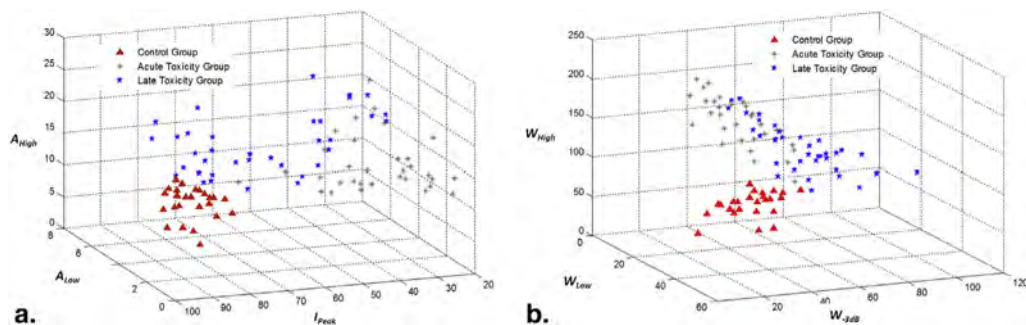 30
25
20
15
10
5
0
A_High
8
6
4
2
0
A_Low
100
90
80
70
60
50
40
30
20
I_Peak
Control Group
Acute Toxicity Group
Late Toxicity Group
a.
250
200
150
100
50
0
W_High
0
20
40
60
W_Low
20
40
60
80
100
120
W_-3dB
Control Group
Acute Toxicity Group
Late Toxicity Group
b.